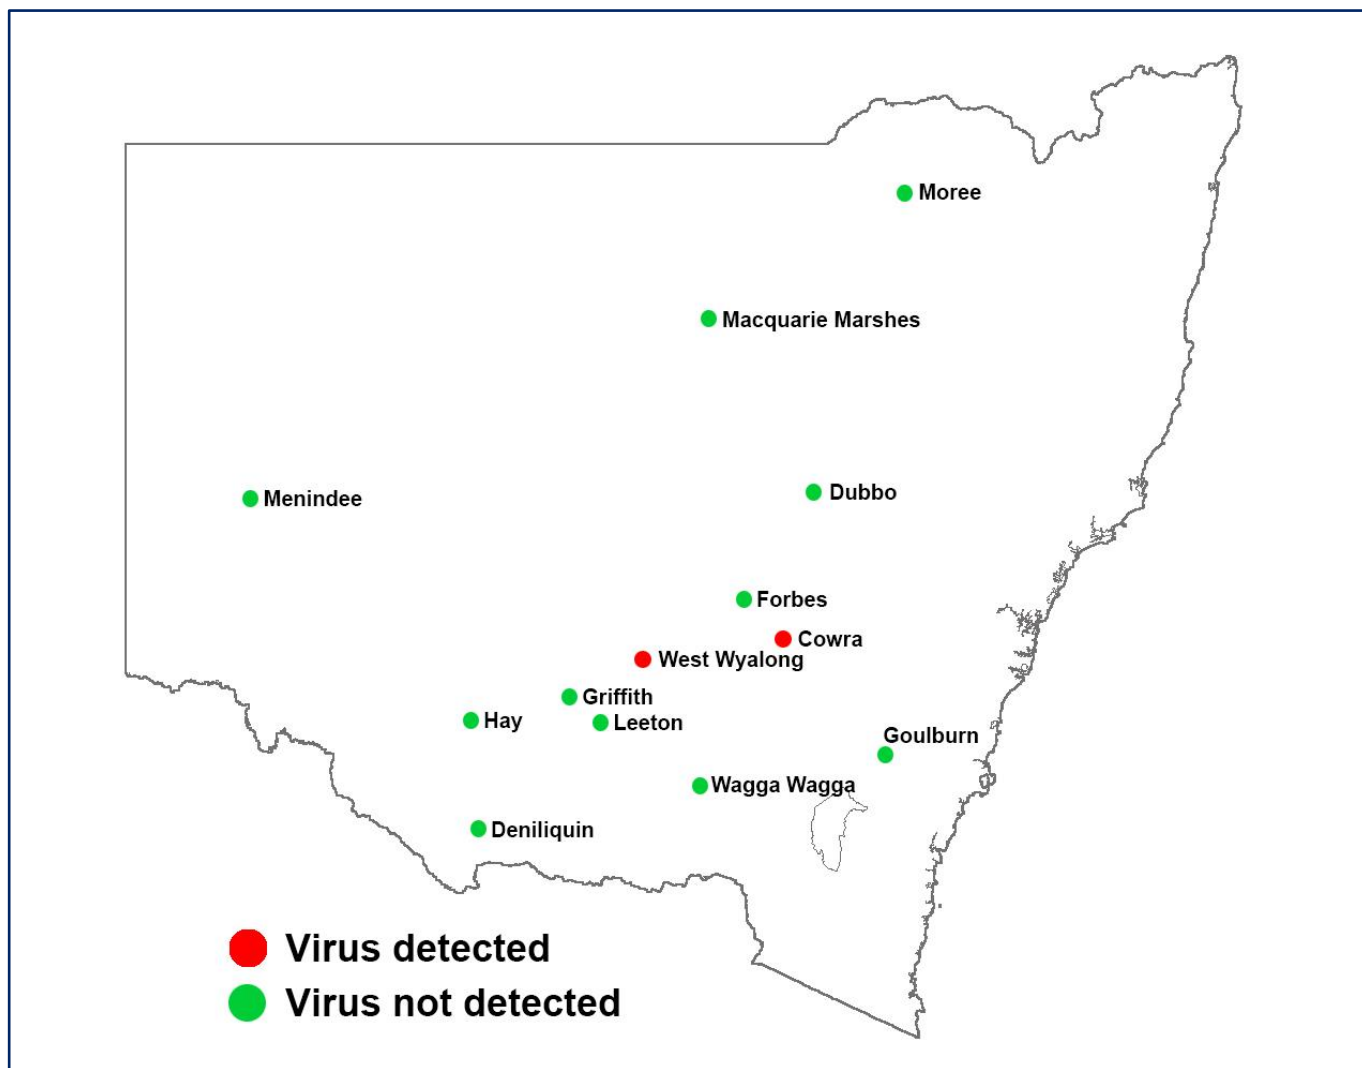 Moree
Macquarie Marshes
Menindee
Dubbo
Forbes
Cowra
West Wyalong
Griffith
Hay
Leeton
Goulburn
Wagga Wagga
Deniliquin
Virus detected
Virus not detected